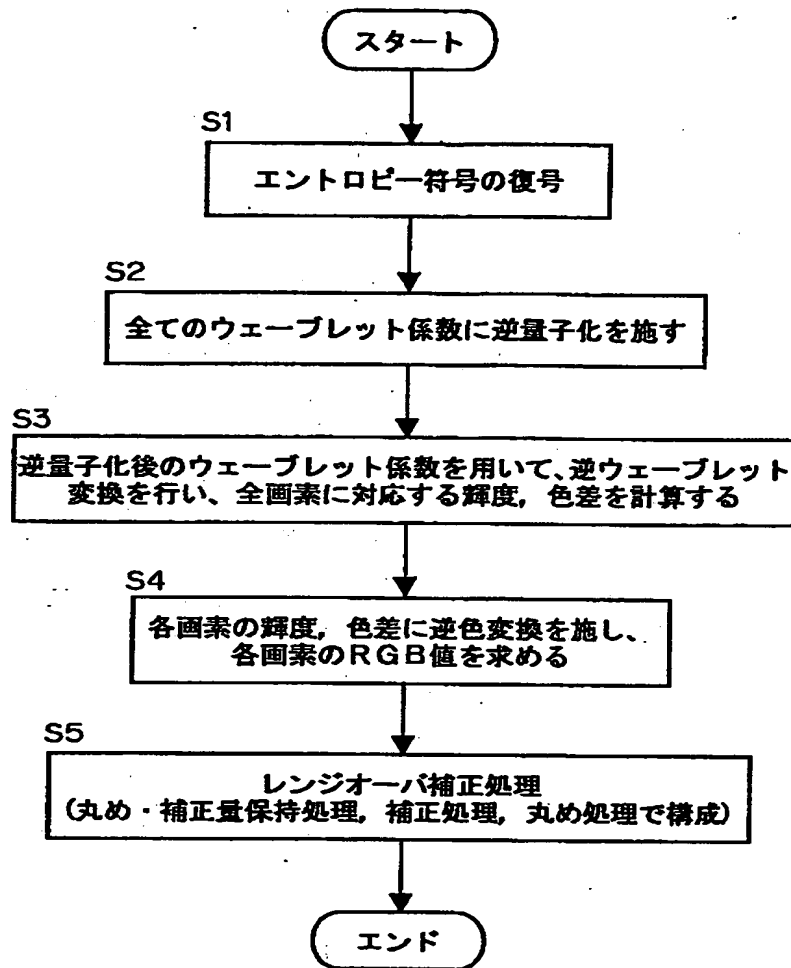 スタート
S1
エントロピー符号の復号
S2
全てのウェーブレット係数に逆量子化を施す
S3
逆量子化後のウェーブレット係数を用いて、逆ウェーブレット
変換を行い、全画素に対応する輝度，色差を計算する
S4
各画素の輝度，色差に逆色変換を施し、
各画素のRGB値を求める
S5
レンジオーバ補正処理
(丸め・補正量保持処理，補正処理，丸め処理で構成)
エンド